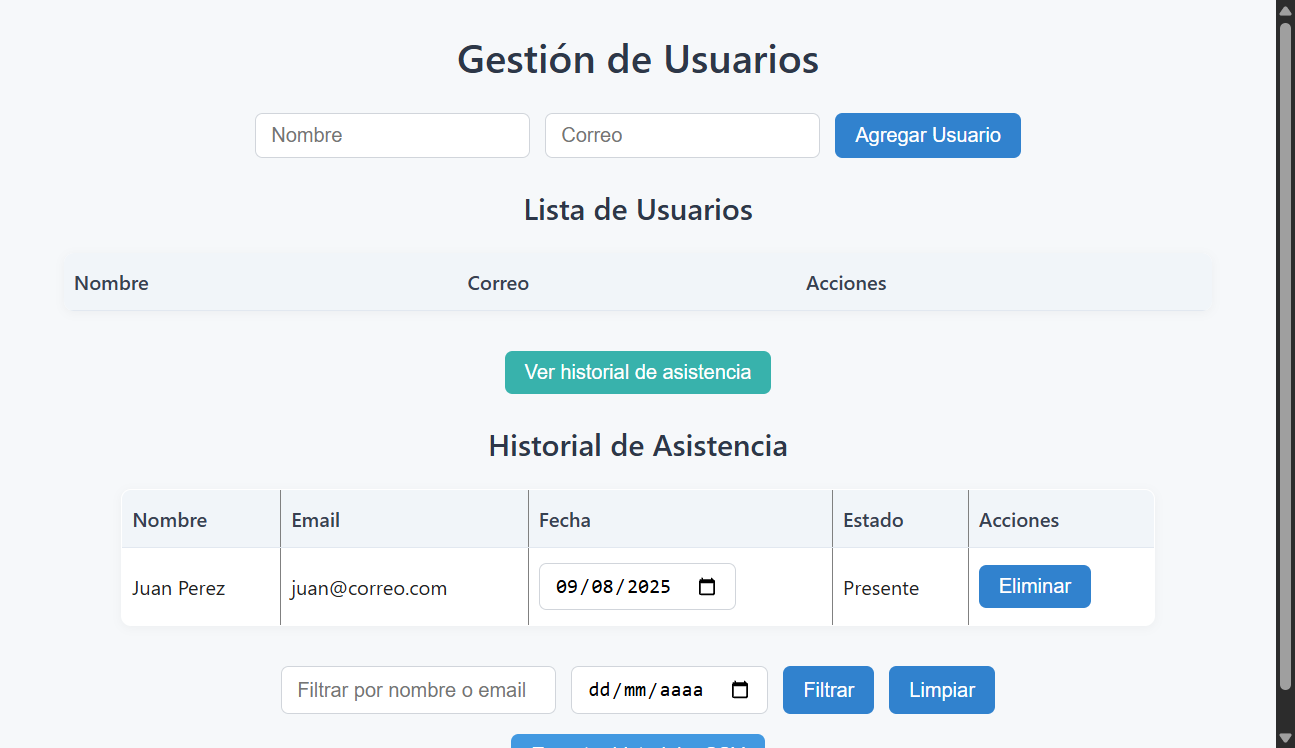 Gestión de Usuarios
Nombre Correo Agregar Usuario
Lista de Usuarios
Nombre Correo Acciones
Ver historial de asistencia
Historial de Asistencia
Nombre Email Fecha Estado Acciones
Juan Perez juan@correo.com 09/08/2025 Presente Eliminar
Filtrar por nombre o email dd/mm/aaaa Filtrar Limpiar